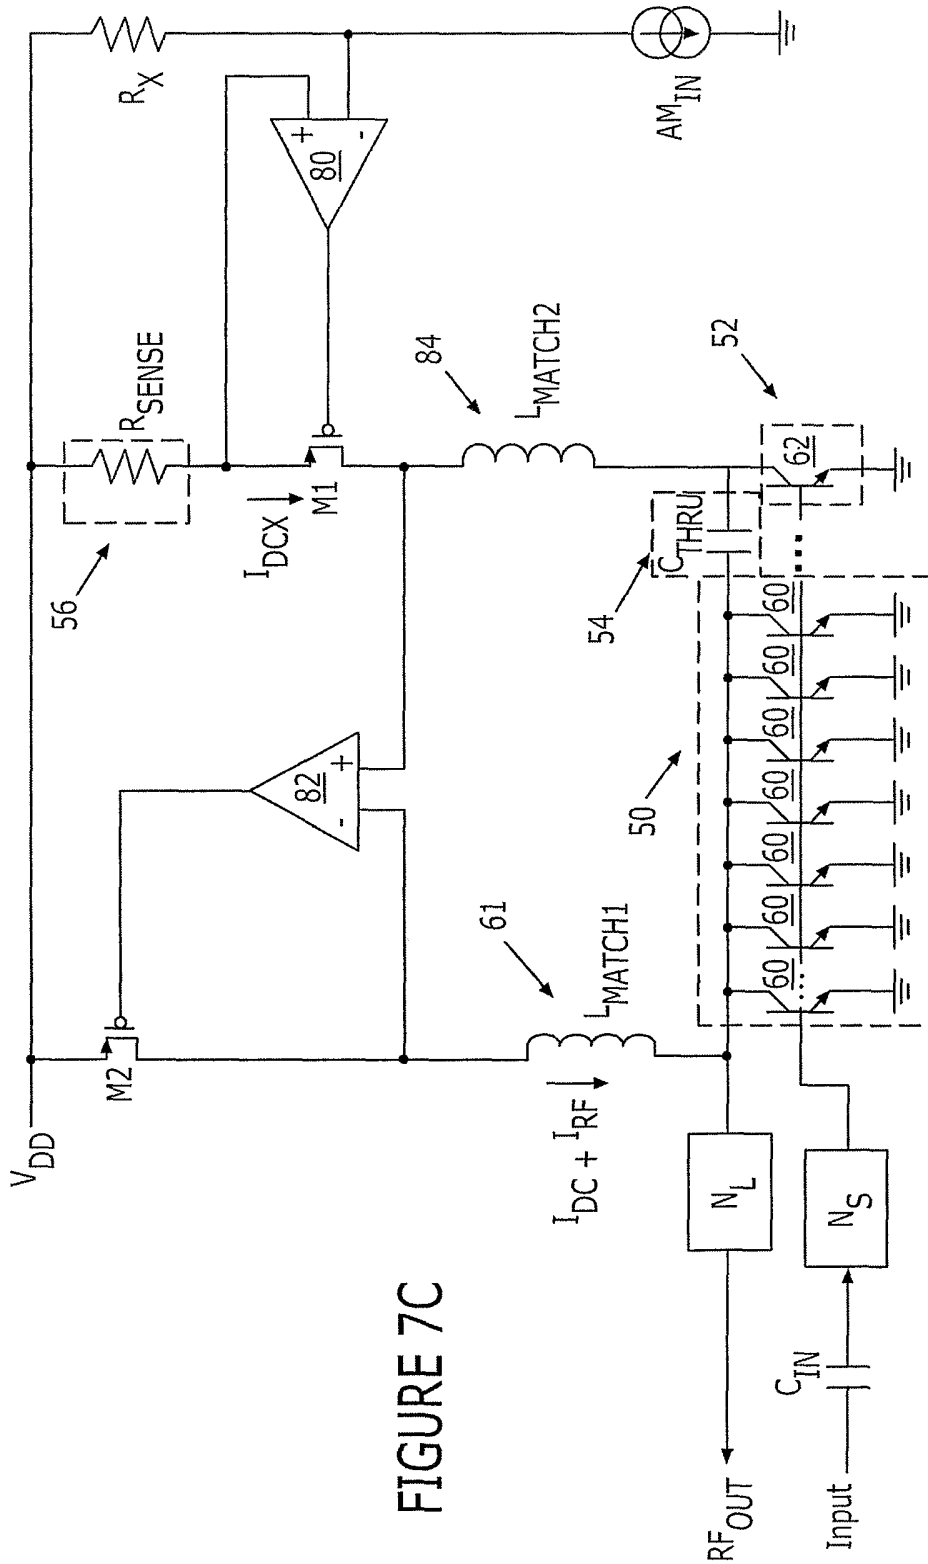 V_DD
M2
82
-
+
56
R_SENSE
I_DCX
M1
80
+
-
R_X
AM_IN
61
L_MATCH1
I_DC + I_RF
84
L_MATCH2
50
54
C_THRU
52
60
60
60
60
60
60
60
62
N_L
N_S
RF_OUT
Input
C_IN
FIGURE 7C